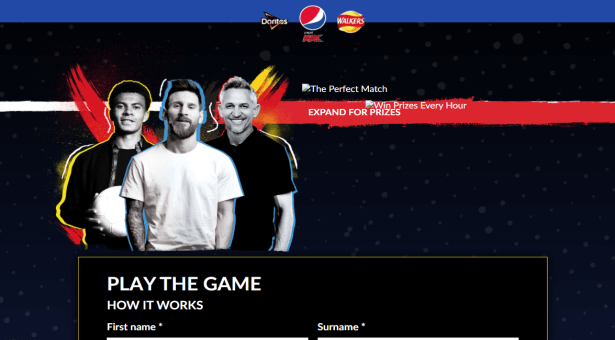 Doritos
pepsi
MAX
WALKERS
The Perfect Match
Win Prizes Every Hour
EXPAND FOR PRIZES
PLAY THE GAME
HOW IT WORKS
First name * Surname *